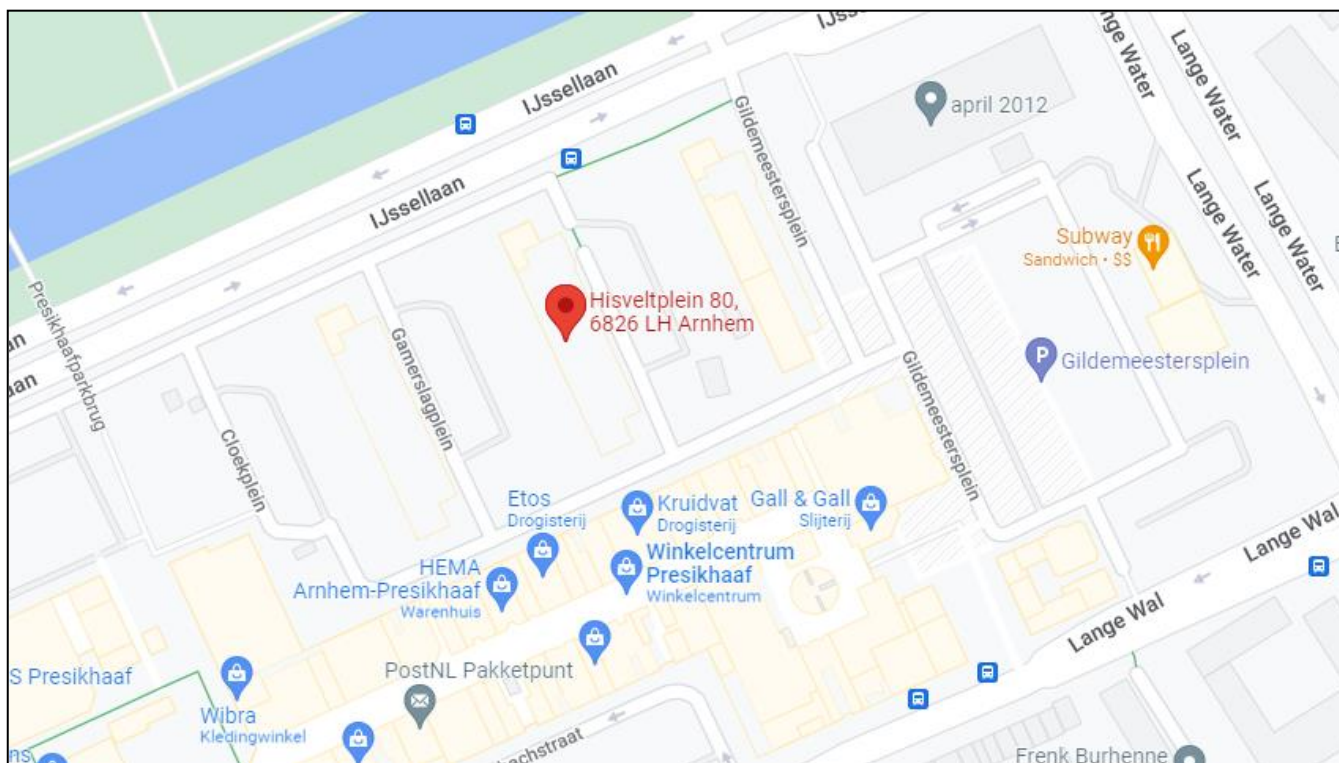 IJssellaan
Lange Water
Lange Water
IJssellaan
april 2012
Gildemeestersplein
Lange Water
Lange Water
IJssellaan
Subway
Sandwich • $$
Presikhaafparkbrug
Hisveltplein 80,
6826 LH Arnhem
Gamerslagplein
Gildemeestersplein
P
Gildemeestersplein
Cloekplein
Etos
Drogisterij
Kruidvat
Drogisterij
Gall & Gall
Slijterij
Lange Wal
HEMA
Arnhem-Presikhaaf
Warenhuis
Winkelcentrum
Presikhaaf
Winkelcentrum
Lange Wal
S Presikhaaf
PostNL Pakketpunt
Wibra
Kledingwinkel
bachstraat
Frenk Burhenne